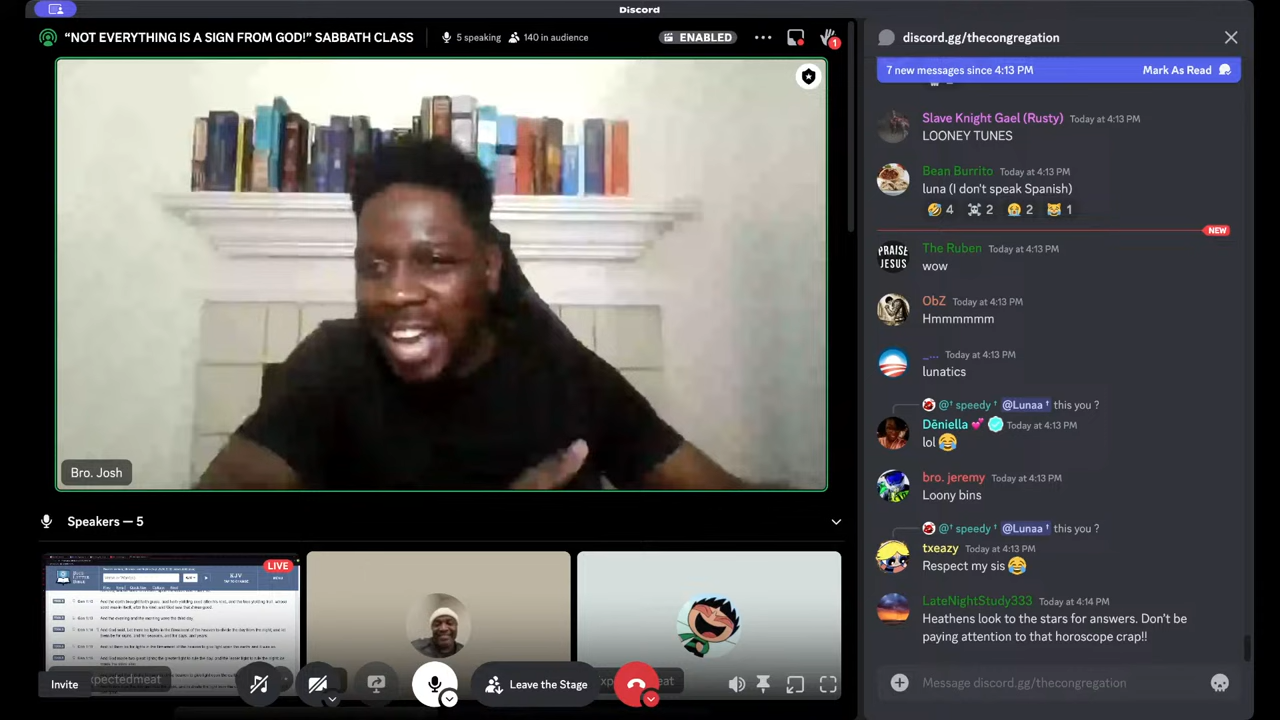 Discord
“NOT EVERYTHING IS A SIGN FROM GOD!” SABBATH CLASS
5 speaking
140 in audience
ENABLED
1
Bro. Josh
Speakers — 5
LIVE
KJV
Invite
xpectedmeat
Leave the Stage
discord.gg/thecongregation
7 new messages since 4:13 PM
Mark As Read
Slave Knight Gael (Rusty) Today at 4:13 PM
LOONEY TUNES
Bean Burrito Today at 4:13 PM
luna (I don't speak Spanish)
🤣 4 ☠ 2 😭 2 😹 1
NEW
PRAISE
JESUS
The Ruben Today at 4:13 PM
wow
ObZ Today at 4:13 PM
Hmmmmmm
_... Today at 4:13 PM
lunatics
@† speedy † @Lunaa † this you ?
Dēniella 💕 Today at 4:13 PM
lol 😂
bro. jeremy Today at 4:13 PM
Loony bins
@† speedy † @Lunaa † this you ?
txeazy Today at 4:13 PM
Respect my sis 😂
LateNightStudy333 Today at 4:14 PM
Heathens look to the stars for answers. Don't be
paying attention to that horoscope crap!!
Message discord.gg/thecongregation